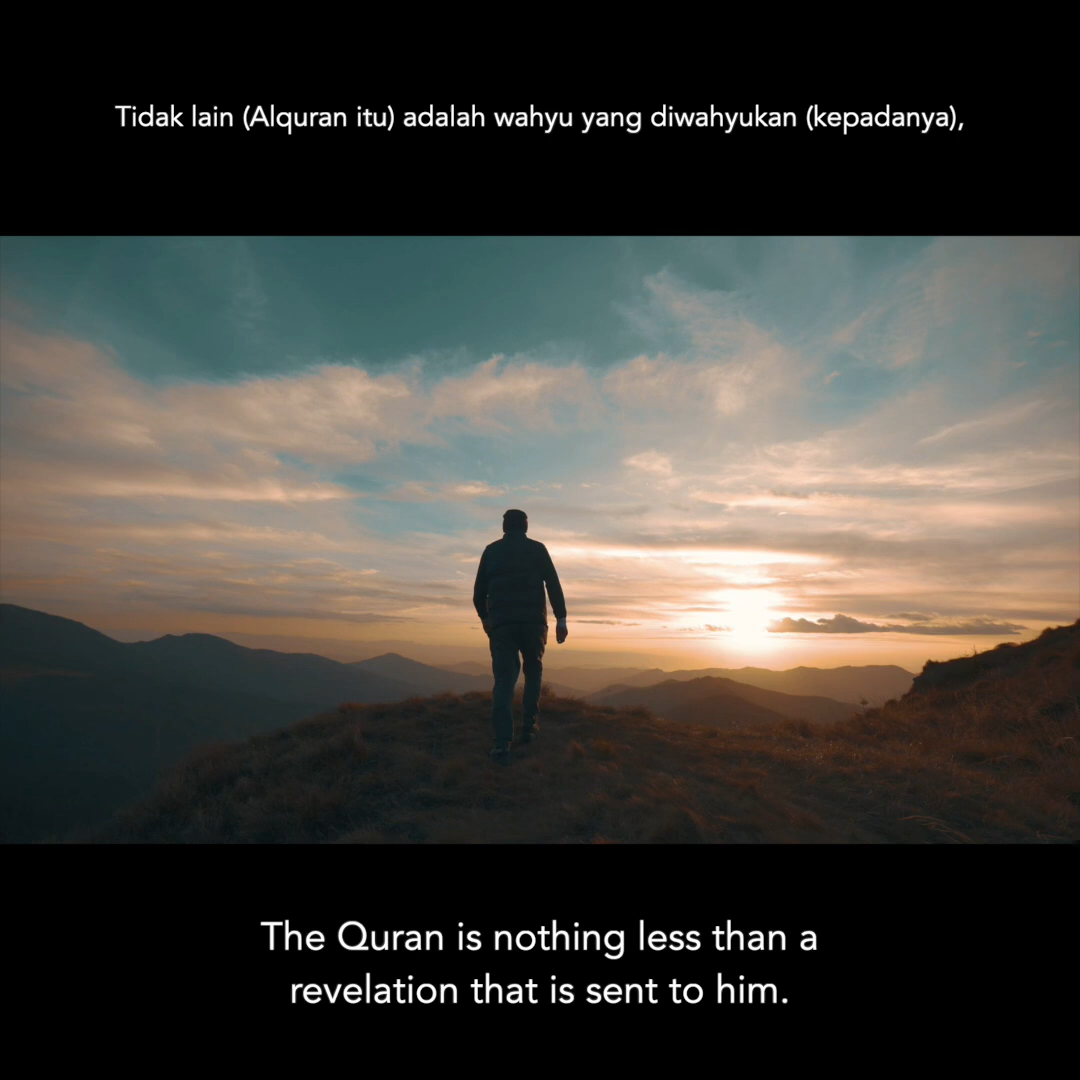 Tidak lain (Alquran itu) adalah wahyu yang diwahyukan (kepadanya),
The Quran is nothing less than a
revelation that is sent to him.